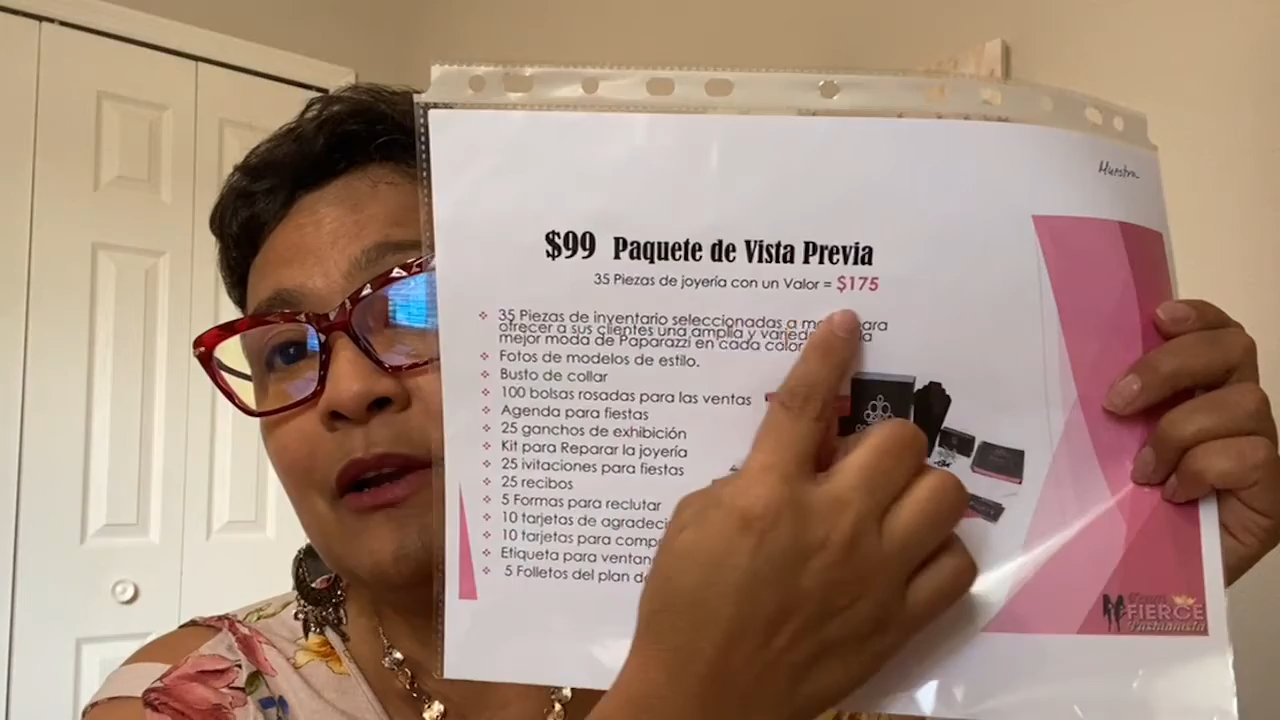 Muestra
$99 Paquete de Vista Previa
35 Piezas de joyería con un Valor = $175
35 Piezas de inventario seleccionadas a para
ofrecer a sus clientes una amplia y
mejor moda de Paparazzi en cada color
Fotos de modelos de estilo.
Busto de collar
100 bolsas rosadas para las ventas
Agenda para fiestas
25 ganchos de exhibición
Kit para Reparar la joyería
25 ivitaciones para fiestas
25 recibos
5 Formas para reclutar
10 tarjetas de
10 tarjetas para
Etiqueta para
5 Folletos del plan
Team
FIERCE
Fashionista